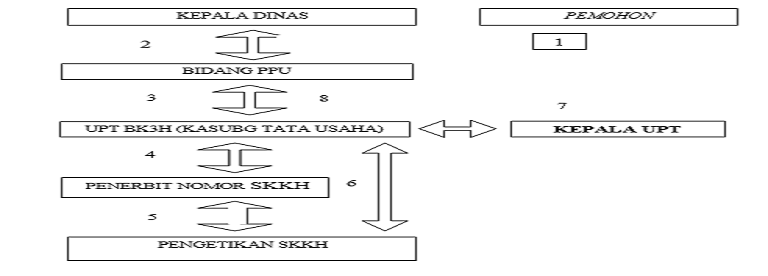 KEPALA DINAS
PEMOHON
1
2
BIDANG PPU
3
8
7
UPT BK3H (KASUBG TATA USAHA)
KEPALA UPT
4
PENERBIT NOMOR SKKH
6
5
PENGETIKAN SKKH